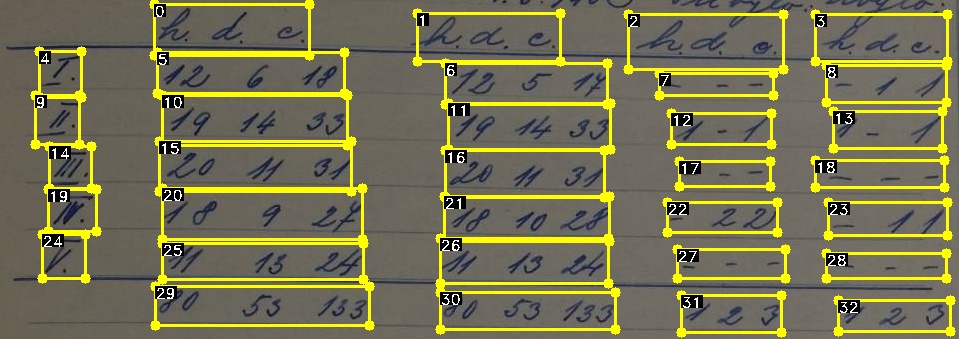 h. d. c. h. d. c. h. d. c. h. d. c.
I. 12 6 18 12 5 17 - - - - 1 1
II. 19 14 33 19 14 33 1 - 1 1 - 1
III. 20 11 31 20 11 31 - - - - - -
IV. 18 9 27 18 10 28 - 2 2 - 1 1
V. 11 13 24 11 13 24 - - - - - -
80 53 133 80 53 133 1 2 3 1 2 3